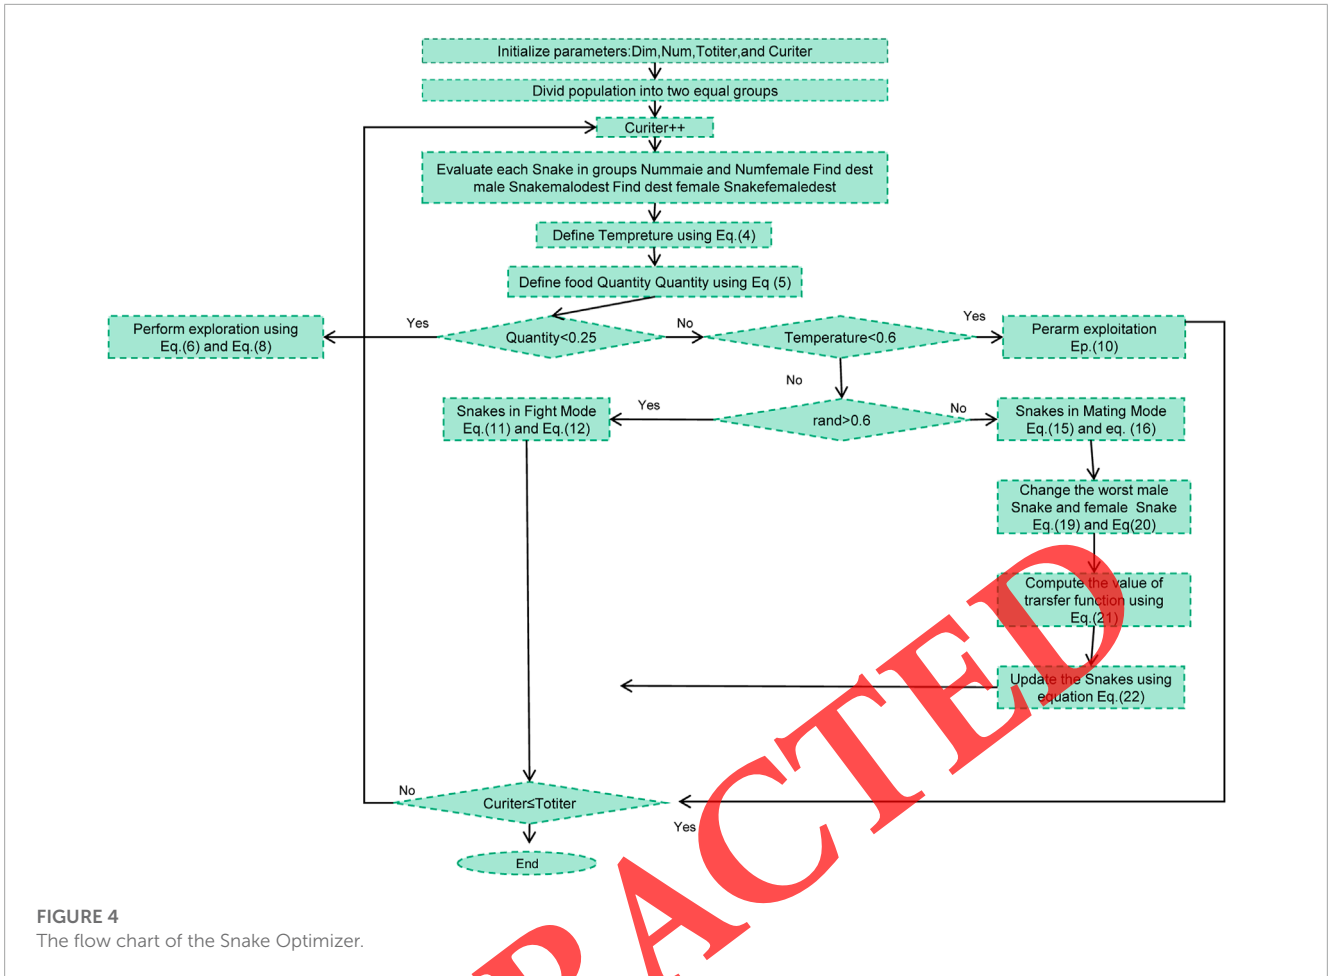 Initialize parameters:Dim,Num,Totiter,and Curiter
Divid population into two equal groups
Curiter++
Evaluate each Snake in groups Nummaie and Numfemale Find dest
male Snakemalodest Find dest female Snakefemaledest
Define Tempreture using Eq.(4)
Define food Quantity Quantity using Eq (5)
Perform exploration using
Eq.(6) and Eq.(8)
Yes
Quantity<0.25
No
Temperature<0.6
Yes
Perarm exploitation
Ep.(10)
No
Snakes in Fight Mode
Eq.(11) and Eq.(12)
Yes
rand>0.6
No
Snakes in Mating Mode
Eq.(15) and eq. (16)
Change the worst male
Snake and female Snake
Eq.(19) and Eq(20)
Compute the value of
transfer function using
Eq.(21)
Update the Snakes using
equation Eq.(22)
No
Curiter≤Totiter
Yes
End
FIGURE 4
The flow chart of the Snake Optimizer.
RACTED